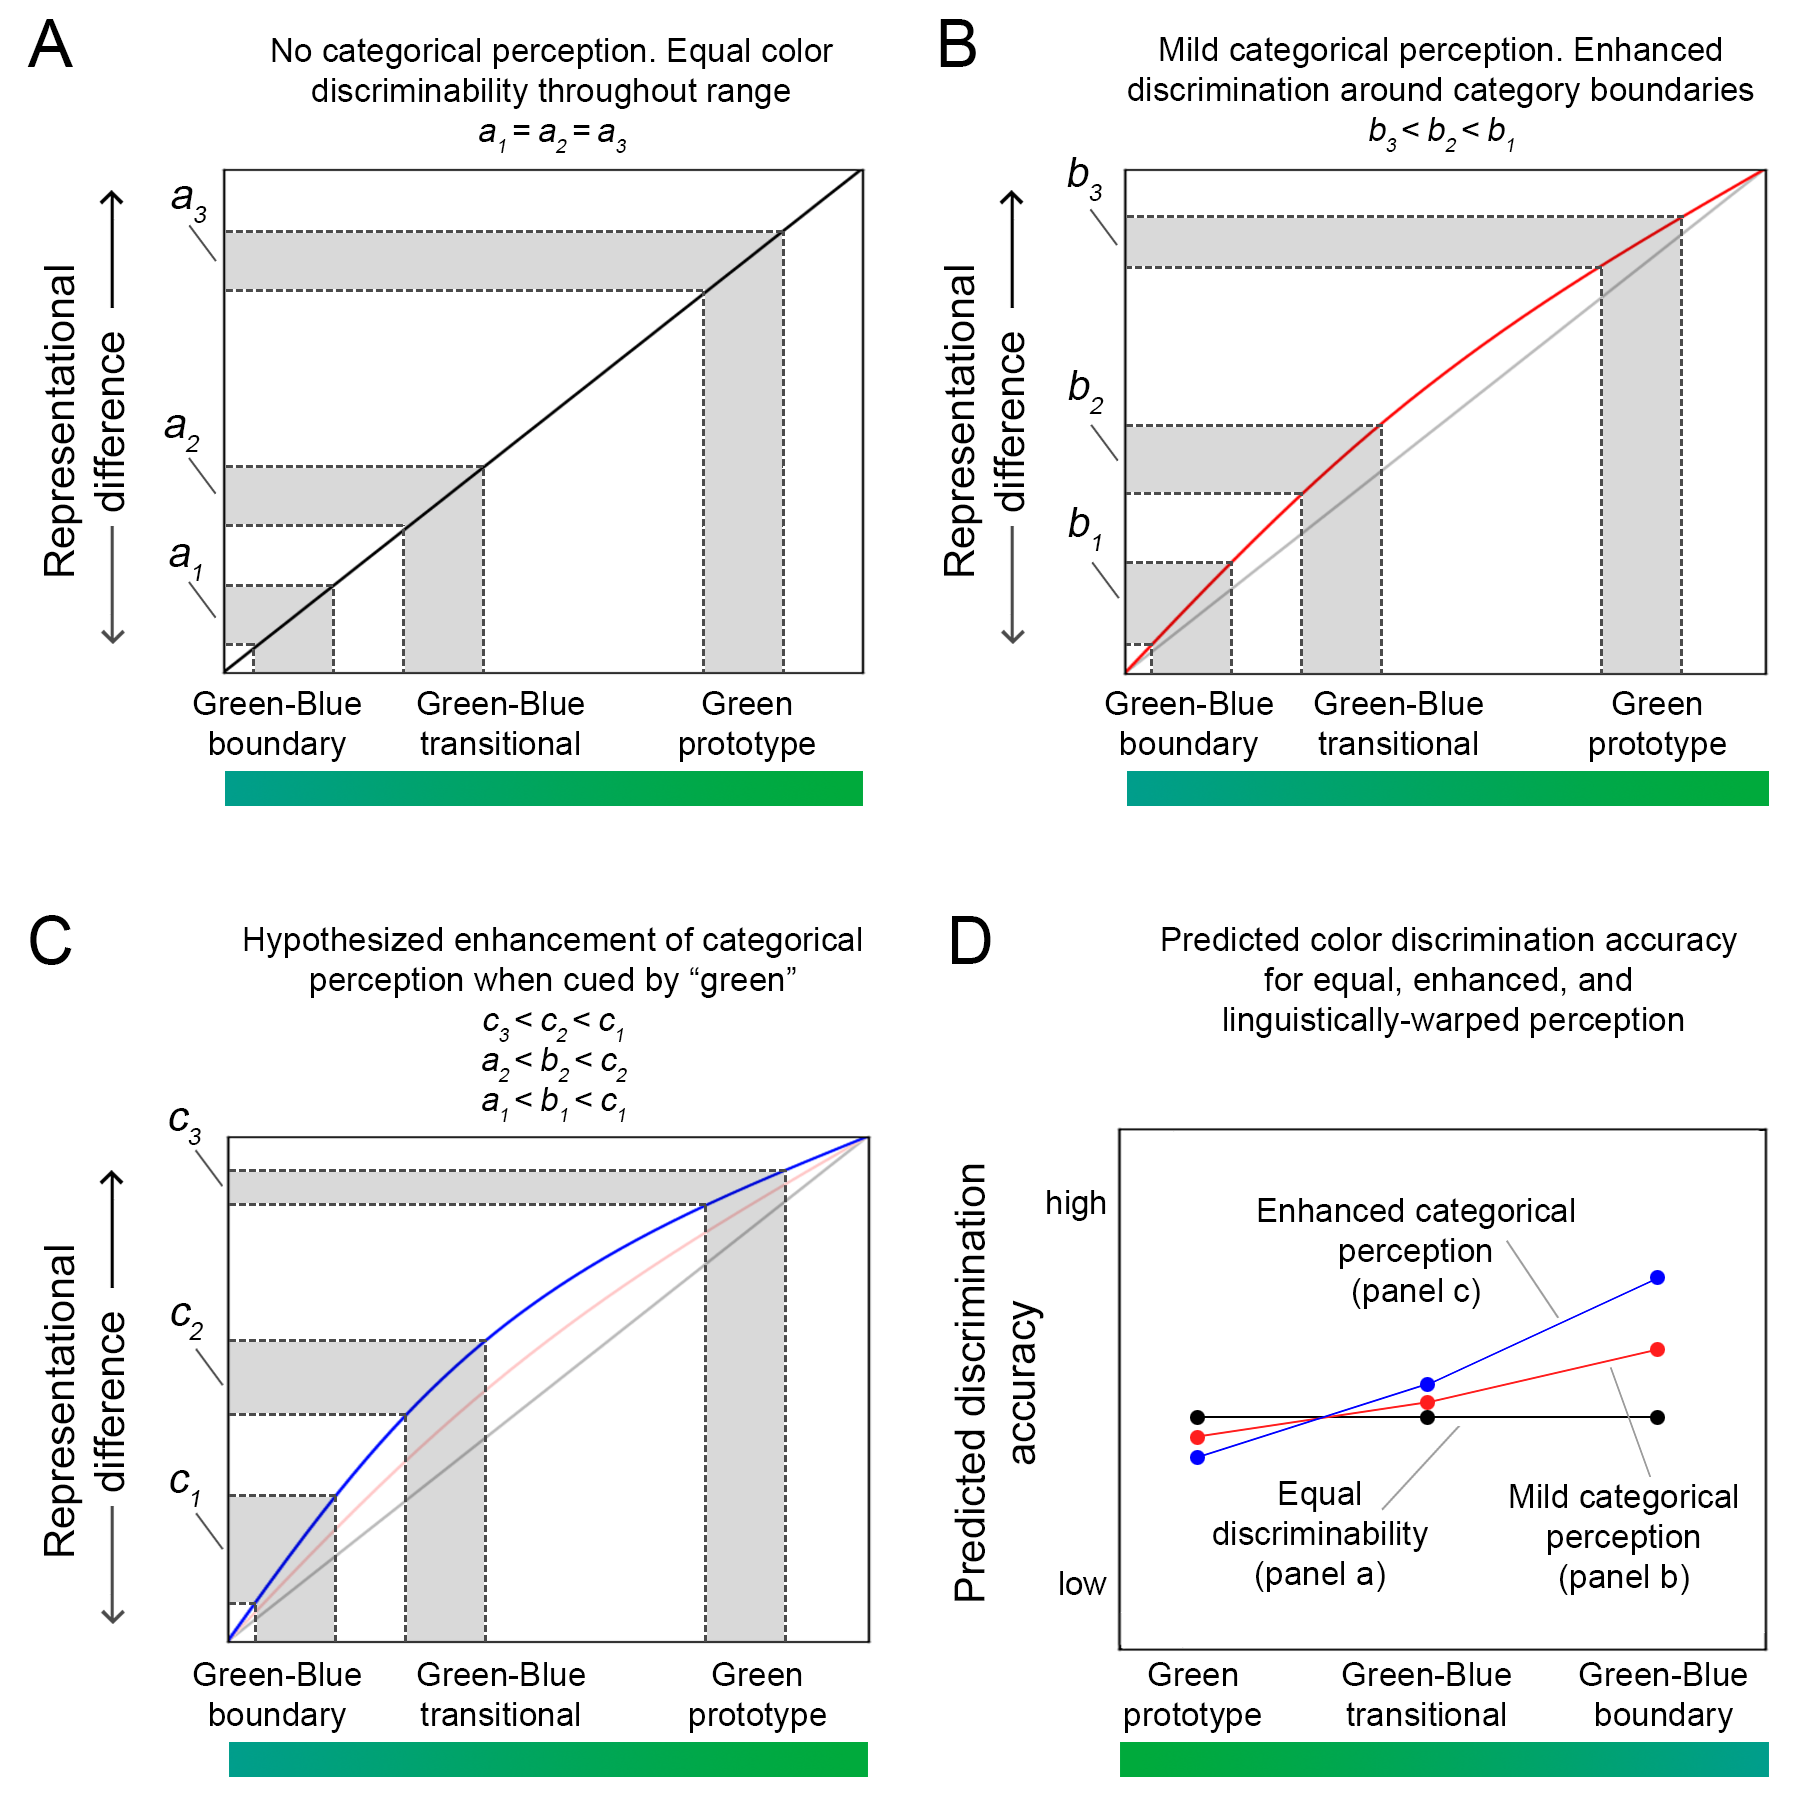 A
No categorical perception. Equal color
discriminability throughout range
a1 = a2 = a3
a3
a2
a1
Representational
difference
Green-Blue
boundary
Green-Blue
transitional
Green
prototype
B
Mild categorical perception. Enhanced
discrimination around category boundaries
b3 < b2 < b1
b3
b2
b1
Representational
difference
Green-Blue
boundary
Green-Blue
transitional
Green
prototype
C
Hypothesized enhancement of categorical
perception when cued by “green”
c3 < c2 < c1
a2 < b2 < c2
a1 < b1 < c1
c3
c2
c1
Representational
difference
Green-Blue
boundary
Green-Blue
transitional
Green
prototype
D
Predicted color discrimination accuracy
for equal, enhanced, and
linguistically-warped perception
Predicted discrimination
accuracy
high
low
Enhanced categorical
perception
(panel c)
Equal
discriminability
(panel a)
Mild categorical
perception
(panel b)
Green
prototype
Green-Blue
transitional
Green-Blue
boundary